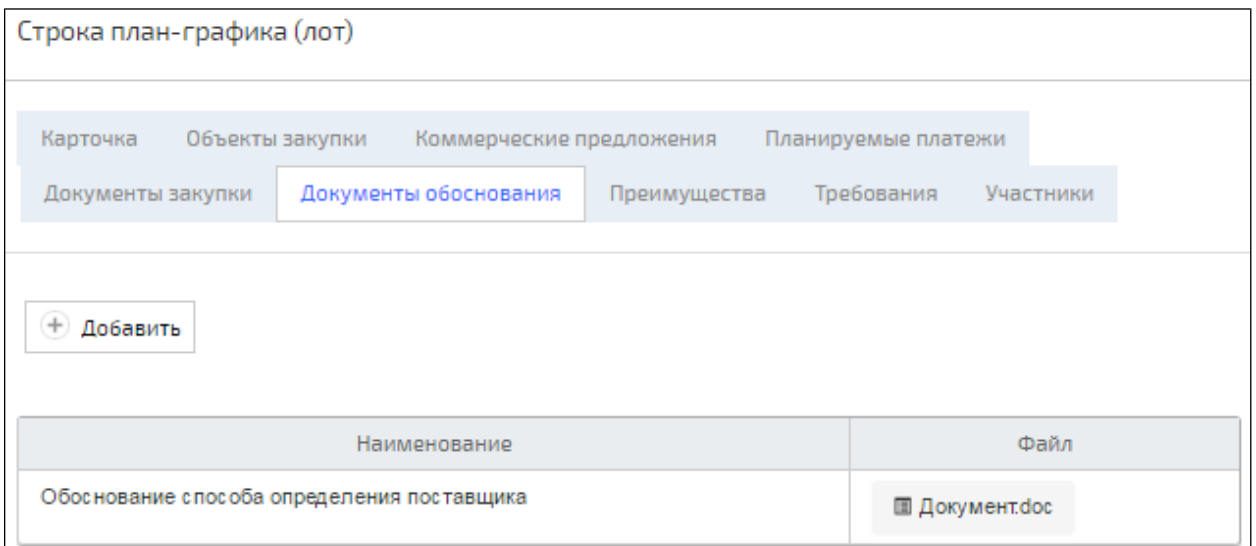 Строка план-графика (лот)
Карточка Объекты закупки Коммерческие предложения Планируемые платежи
Документы закупки Документы обоснования Преимущества Требования Участники
Добавить
Наименование Файл
Обоснование способа определения поставщика Документ.doc